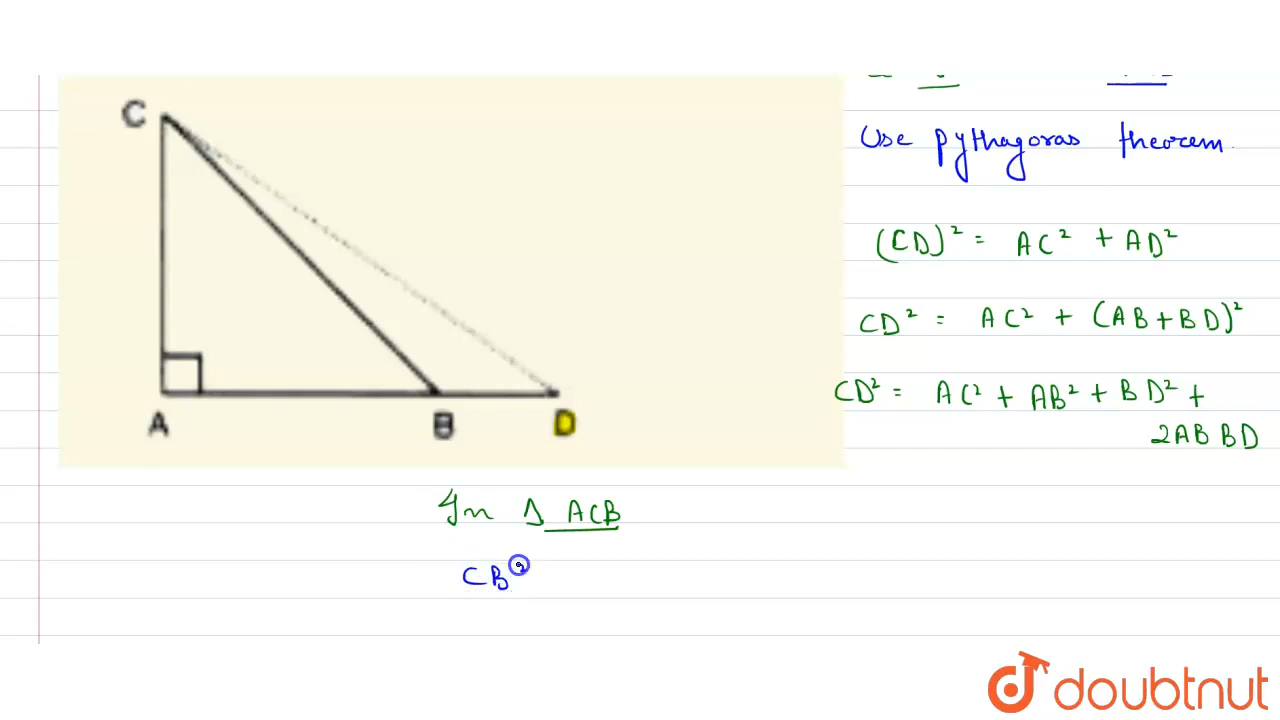 C
Use pythagoras theorem.
(CD)² = AC² + AD²
CD² = AC² + (AB+BD)²
CD² = AC² + AB² + BD² +
2AB BD
A B D
In Δ ACB
CB²
doubtnut